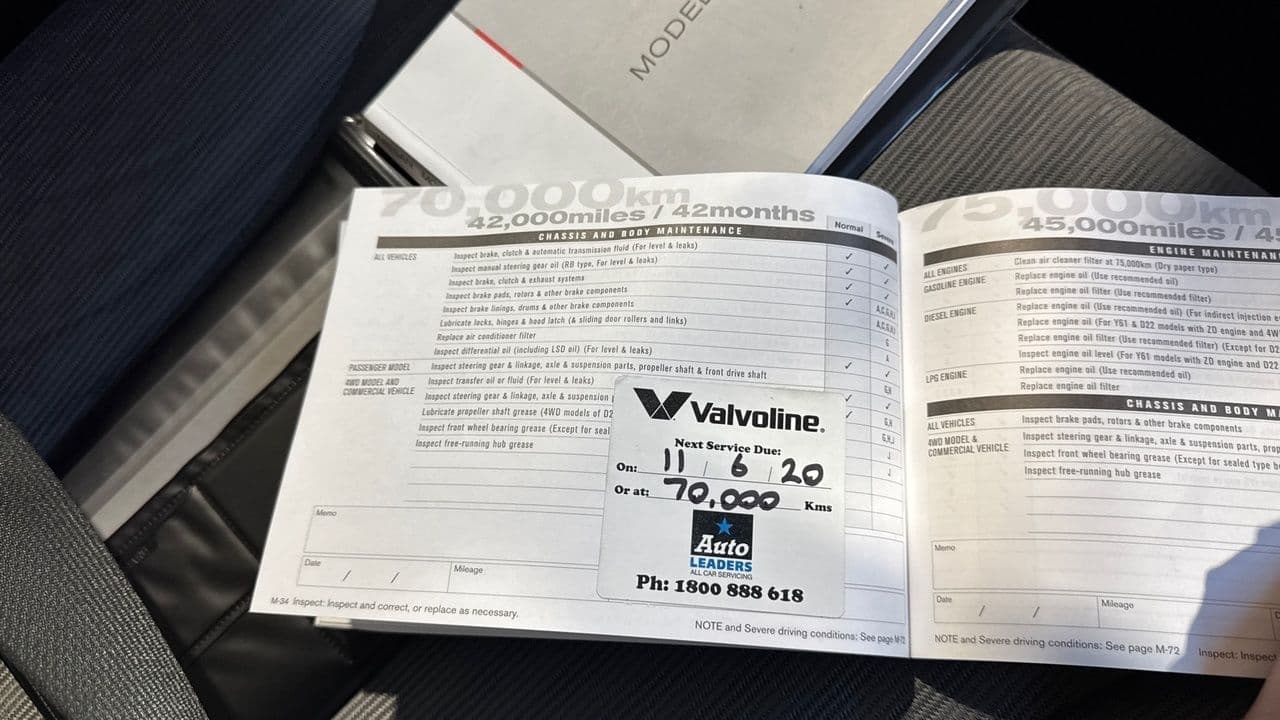 MODEL
70,000km
42,000miles / 42months
Normal
Severe
CHASSIS AND BODY MAINTENANCE
ALL VEHICLES
Inspect brake, clutch & automatic transmission fluid (For level & leaks) ✓ ✓
Inspect manual steering gear oil (RB type, For level & leaks) ✓ ✓
Inspect brake, clutch & exhaust systems ✓ ✓
Inspect brake pads, rotors & other brake components ✓
Inspect brake linings, drums & other brake components
Lubricate locks, hinges & hood latch (& sliding door rollers and links) G
Replace air conditioner filter A
Inspect differential oil (including LSD oil) (For level & leaks)
PASSENGER MODEL
Inspect steering gear & linkage, axle & suspension parts, propeller shaft & front drive shaft
4WD MODEL AND
COMMERCIAL VEHICLE
Inspect transfer oil or fluid (For level & leaks)
Inspect steering gear & linkage, axle & suspension
Lubricate propeller shaft grease (4WD models of D2
Inspect front wheel bearing grease (Except for seal
Inspect free-running hub grease
Valvoline.
Next Service Due:
On: 11 / 6 / 20
Or at: 70,000 Kms
Auto
LEADERS
ALL CAR SERVICING
Ph: 1800 888 618
Memo
Date / /
Mileage
M-34 Inspect: Inspect and correct, or replace as necessary.
NOTE and Severe driving conditions: See page M-72
75,000km
45,000miles / 4
ENGINE MAINTENAN
ALL ENGINES
Clean air cleaner filter at 75,000km (Dry paper type)
GASOLINE ENGINE
Replace engine oil (Use recommended oil)
Replace engine oil filter (Use recommended filter)
DIESEL ENGINE
Replace engine oil (Use recommended oil) (For indirect injection e
Replace engine oil (For Y61 & D22 models with ZD engine and 4W
Replace engine oil filter (Use recommended filter) (Except for D2
Inspect engine oil level (For Y61 models with ZD engine and D22
LPG ENGINE
Replace engine oil (Use recommended oil)
Replace engine oil filter
CHASSIS AND BODY M
ALL VEHICLES
Inspect brake pads, rotors & other brake components
4WD MODEL &
COMMERCIAL VEHICLE
Inspect steering gear & linkage, axle & suspension parts, prop
Inspect front wheel bearing grease (Except for sealed type b
Inspect free-running hub grease
Memo
Date / /
Mileage
NOTE and Severe driving conditions: See page M-72
Inspect: Inspect